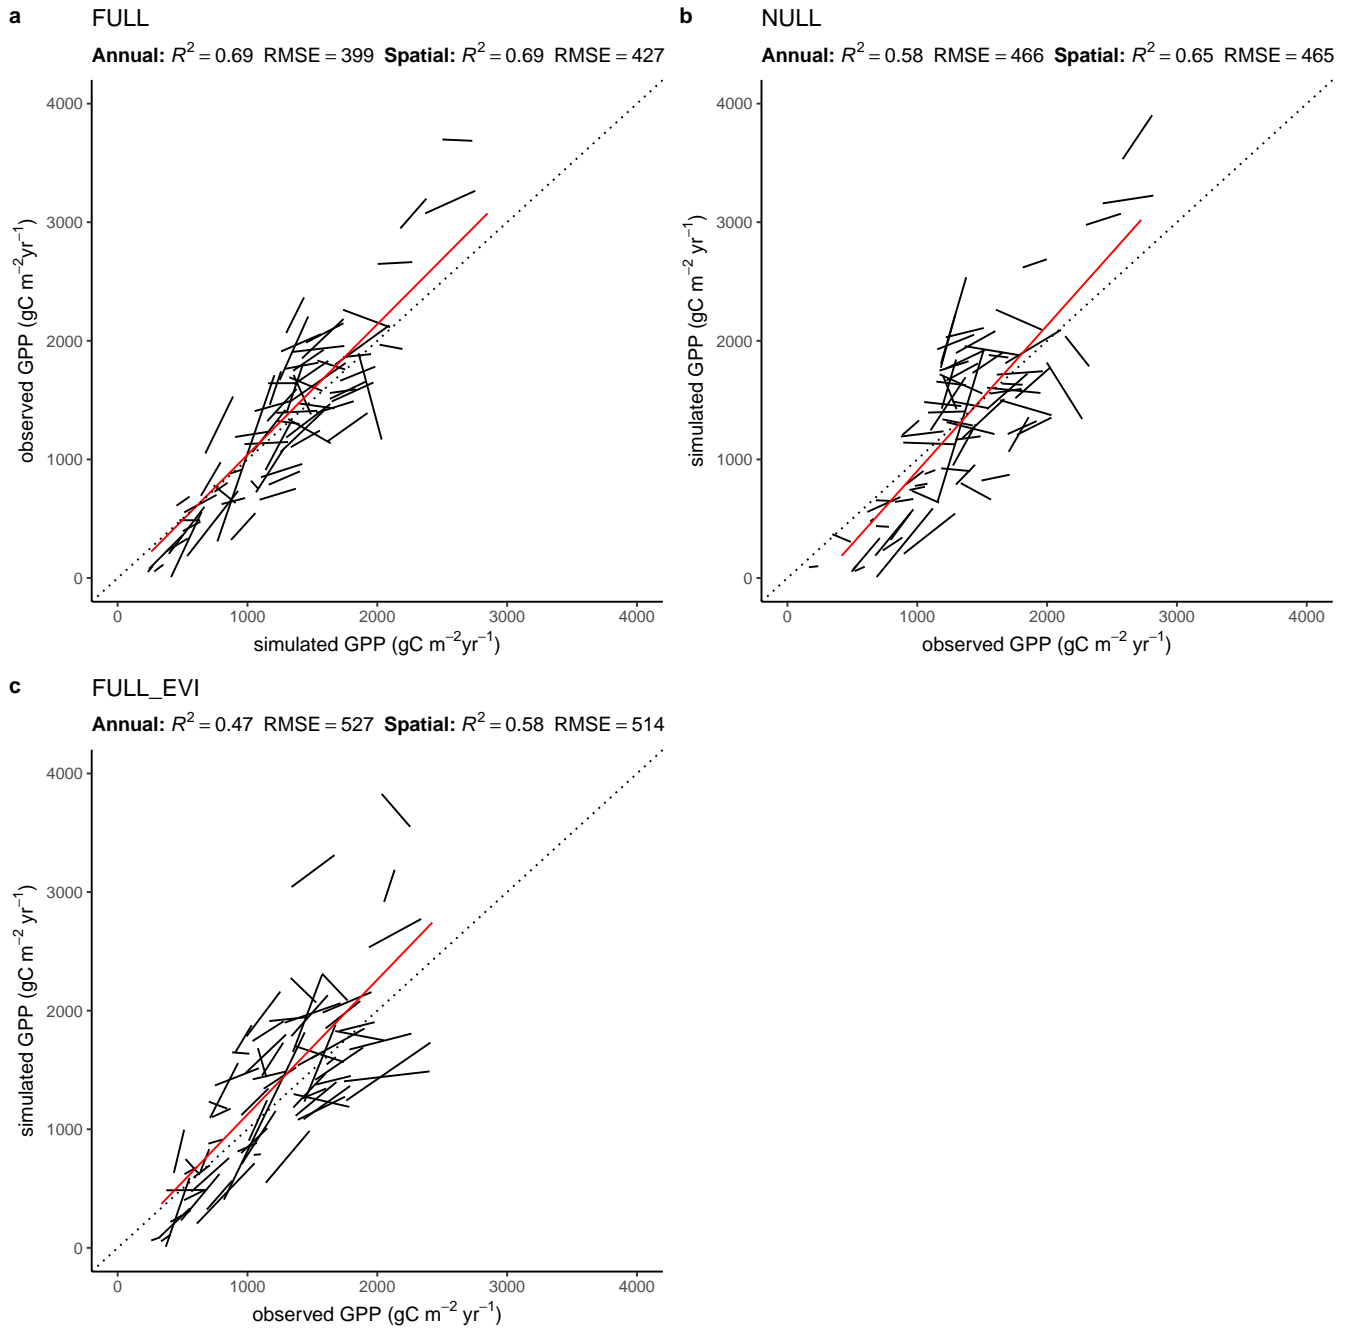 a FULL
Annual: R² = 0.69 RMSE = 399 Spatial: R² = 0.69 RMSE = 427
4000
3000
2000
1000
0
observed GPP (gC m⁻²yr⁻¹)
0 1000 2000 3000 4000
simulated GPP (gC m⁻²yr⁻¹)
b NULL
Annual: R² = 0.58 RMSE = 466 Spatial: R² = 0.65 RMSE = 465
4000
3000
2000
1000
0
simulated GPP (gC m⁻² yr⁻¹)
0 1000 2000 3000 4000
observed GPP (gC m⁻² yr⁻¹)
c FULL_EVI
Annual: R² = 0.47 RMSE = 527 Spatial: R² = 0.58 RMSE = 514
4000
3000
2000
1000
0
simulated GPP (gC m⁻² yr⁻¹)
0 1000 2000 3000 4000
observed GPP (gC m⁻² yr⁻¹)